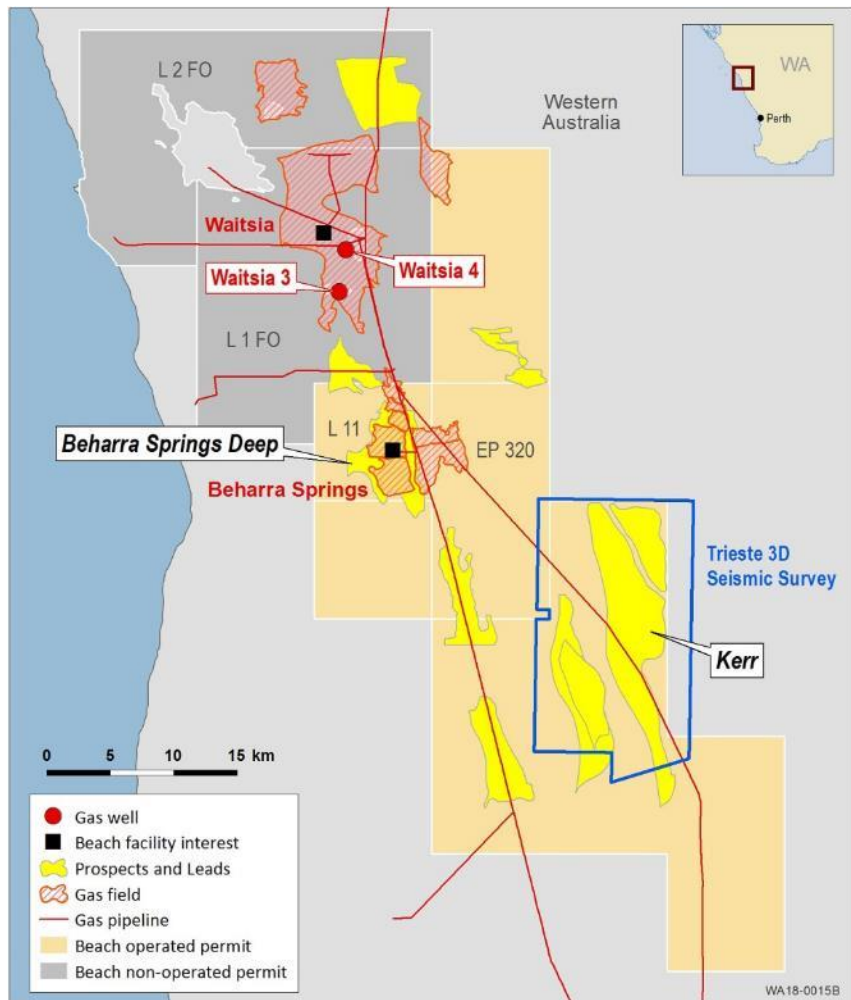 L 2 FO
Western
Australia
WA
Perth
Waitsia
Waitsia 4
Waitsia 3
L 1 FO
L 11
Beharra Springs Deep
EP 320
Beharra Springs
Trieste 3D
Seismic Survey
Kerr
0 5 10 15 km
Gas well
Beach facility interest
Prospects and Leads
Gas field
Gas pipeline
Beach operated permit
Beach non-operated permit
WA18-0015B